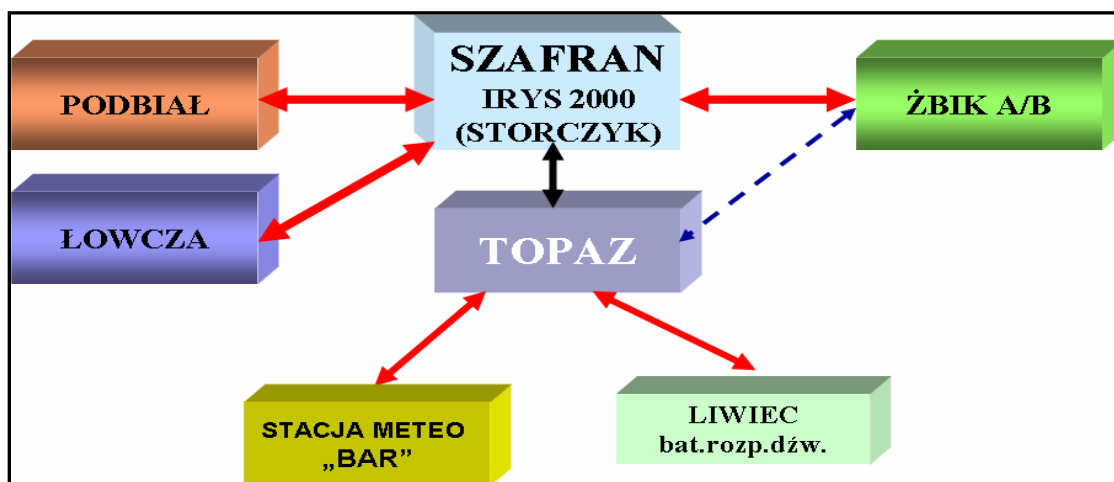 SZAFRAN
IRYS 2000
(STORCZYK)
PODBIAŁ
ŻBIK A/B
ŁOWCZA
TOPAZ
STACJA METEO
„BAR”
LIWIEC
bat.rozp.dźw.